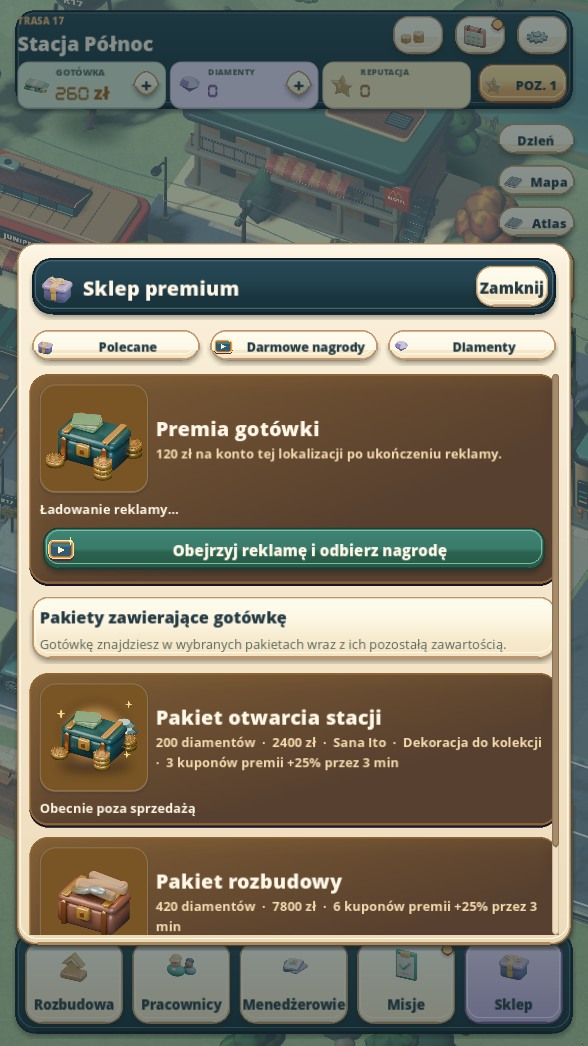 TRASA 17
Stacja Północ
GOTÓWKA
260 zł
DIAMENTY
0
REPUTACJA
0
POZ. 1
Dzień
Mapa
Atlas
MOTEL
Sklep premium
Zamknij
Polecane
Darmowe nagrody
Diamenty
Premia gotówki
120 zł na konto tej lokalizacji po ukończeniu reklamy.
Ładowanie reklamy...
Obejrzyj reklamę i odbierz nagrodę
Pakiety zawierające gotówkę
Gotówkę znajdziesz w wybranych pakietach wraz z ich pozostałą zawartością.
Pakiet otwarcia stacji
200 diamentów · 2400 zł · Sana Ito · Dekoracja do kolekcji
· 3 kuponów premii +25% przez 3 min
Obecnie poza sprzedażą
Pakiet rozbudowy
420 diamentów · 7800 zł · 6 kuponów premii +25% przez 3
min
Rozbudowa
Pracownicy
Menedżerowie
Misje
Sklep